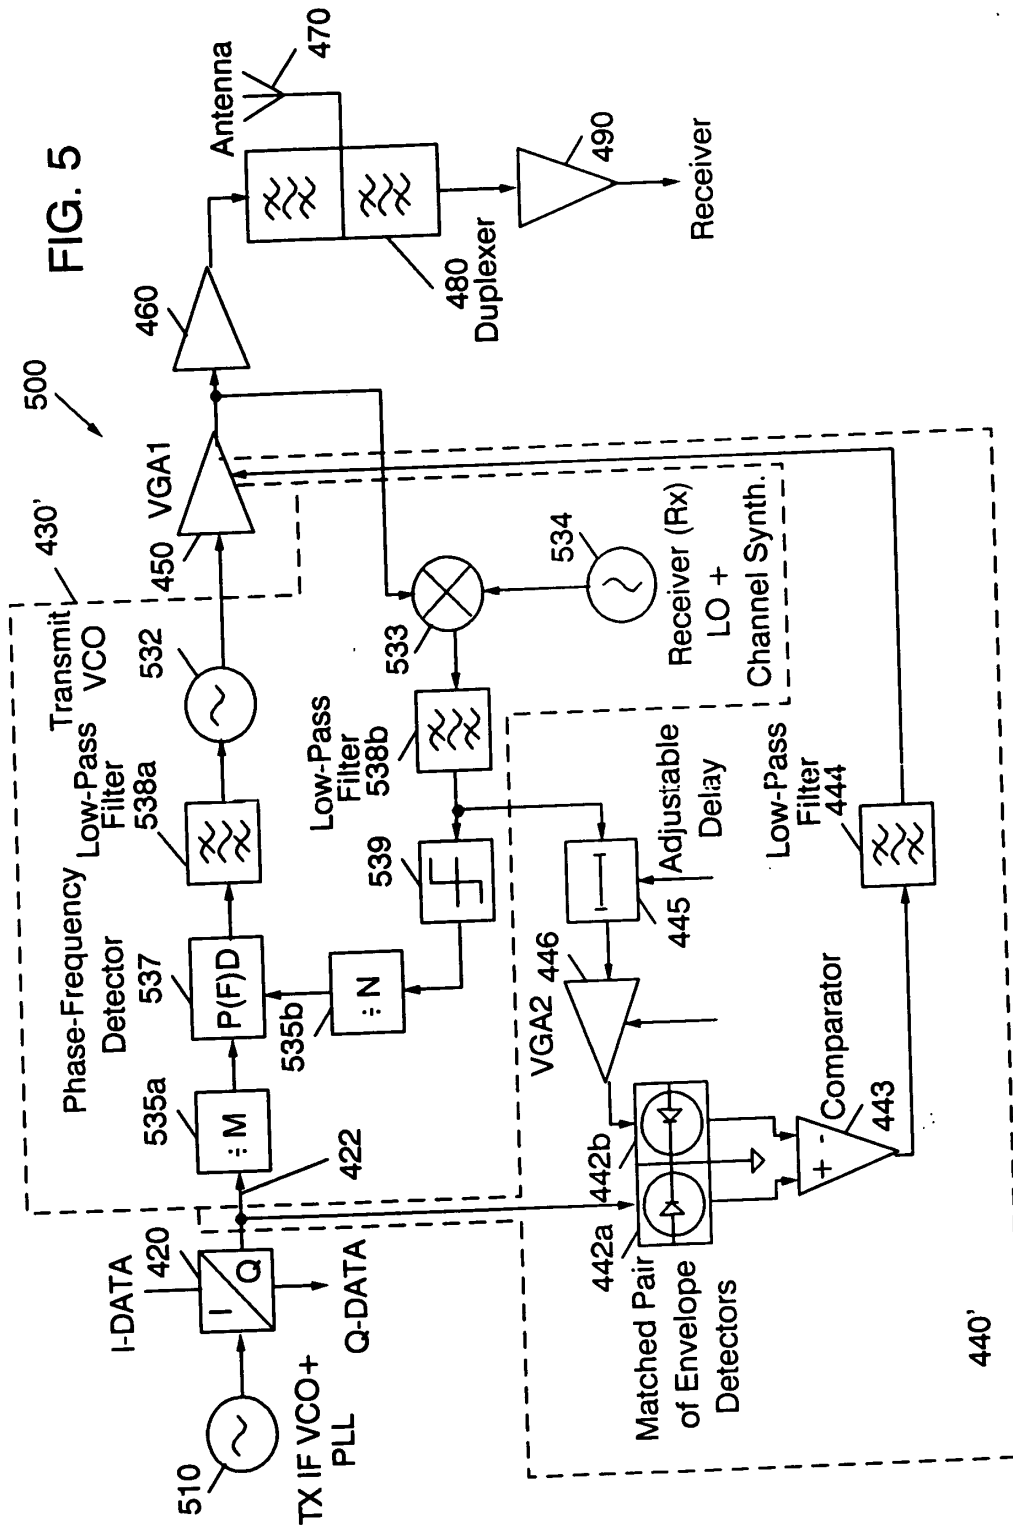 FIG. 5
500
430'
Antenna
470
460
VGA1
450
Transmit
VCO
532
Low-Pass
Filter
538a
Phase-Frequency
Detector
537
P(F)D
535a
÷M
422
I-DATA
420
I
Q
Q-DATA
510
TX IF VCO+
PLL
535b
÷N
539
Low-Pass
Filter
538b
533
534
Receiver (Rx)
LO +
Channel Synth.
480
Duplexer
490
Receiver
Adjustable
Delay
445
446
VGA2
442b
442a
Matched Pair
of Envelope
Detectors
+ -
Comparator
443
Low-Pass
Filter
444
440'